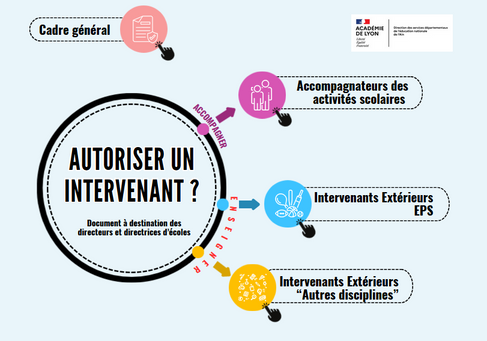 Cadre général
ACADÉMIE
DE LYON
Liberté
Égalité
Fraternité
Direction des services départementaux
de l'éducation nationale
de l'Ain
Accompagnateurs des
activités scolaires
ACCOMPAGNER
AUTORISER UN
INTERVENANT ?
Document à destination des
directeurs et directrices d'écoles
ENSEIGNER
Intervenants Extérieurs
EPS
Intervenants Extérieurs
“Autres disciplines”